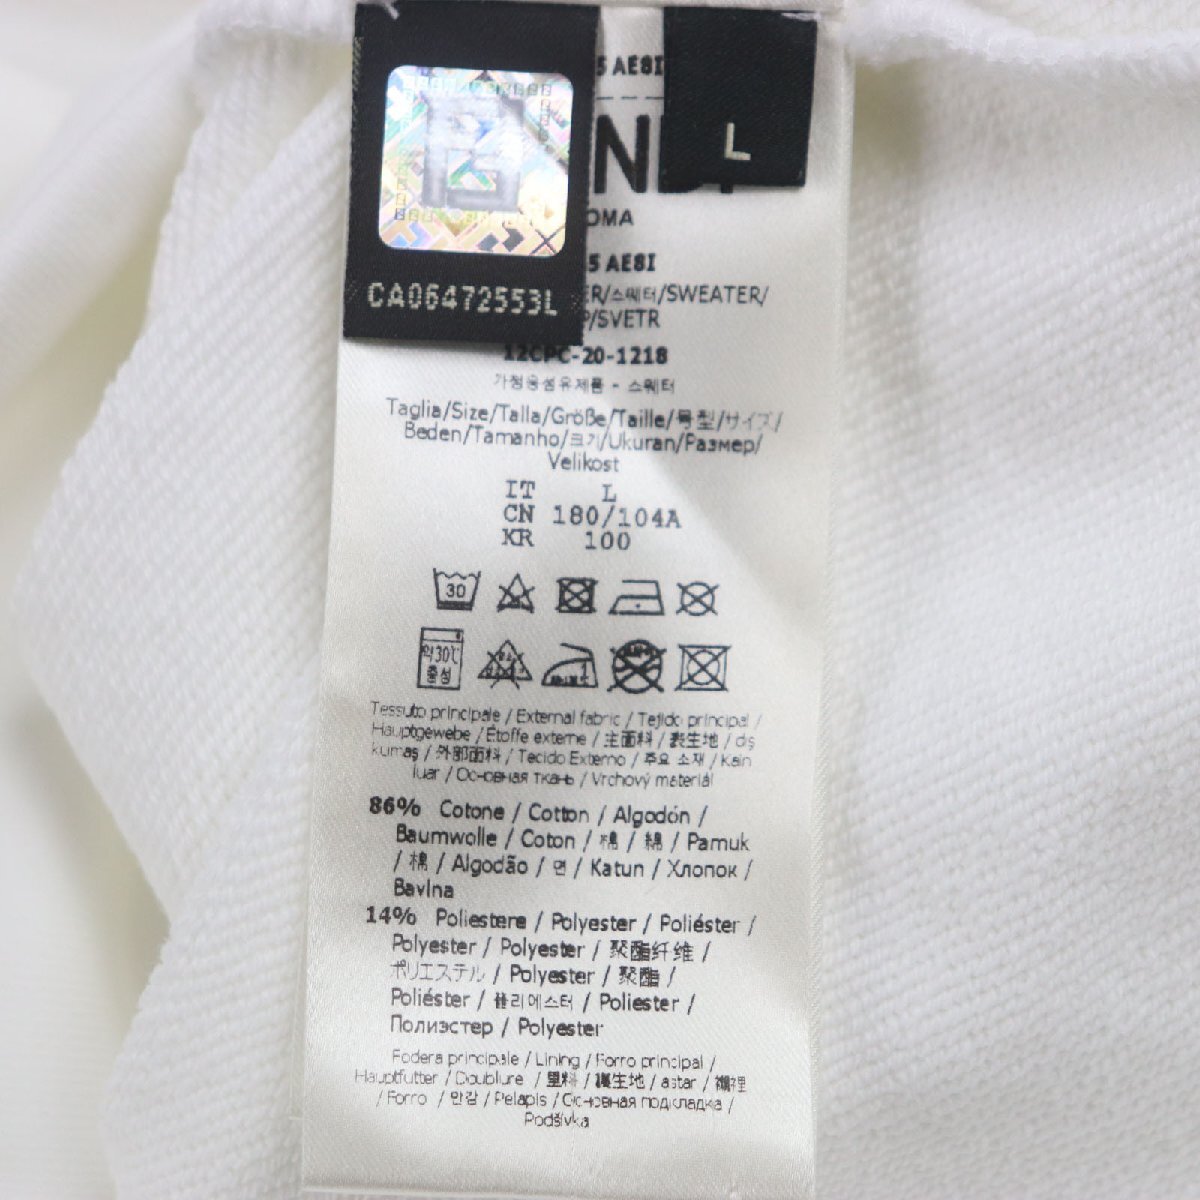 5 AE8I
L
OMA
CA06472553L
5 AE8I
ER/스웨터/SWEATER/
P/SVETR
12CPC-20-1218
가정용섬유제품 - 스웨터
Taglia/Size/Talla/Größe/Taille/号型/サイズ/
Beden/Tamanho/크기/Ukuran/Размер/
Velikost
IT L
CN 180/104A
KR 100
30
약30℃
중성
Tessuto principale / External fabric / Tejido principal /
Hauptgewebe / Étoffe externe / 主面料 / 表生地 / dış
kumaş / 外部面料 / Tecido Externo / 주요 소재 / Kain
luar / Основная ткань / Vrchový materiál
86% Cotone / Cotton / Algodón /
Baumwolle / Coton / 棉 / 綿 / Pamuk
/ 棉 / Algodão / 면 / Katun / Хлопок /
Bavlna
14% Poliestere / Polyester / Poliéster /
Polyester / Polyester / 聚酯纤维 /
ポリエステル / Polyester / 聚酯 /
Poliéster / 폴리에스터 / Poliester /
Полиэстер / Polyester
Fodera principale / Lining / Forro principal /
Hauptfutter / Doublure / 里料 / 裏生地 / astar / 襯裡
/ Forro / 안감 / Pelapis / Основная подкладка /
Podšívka